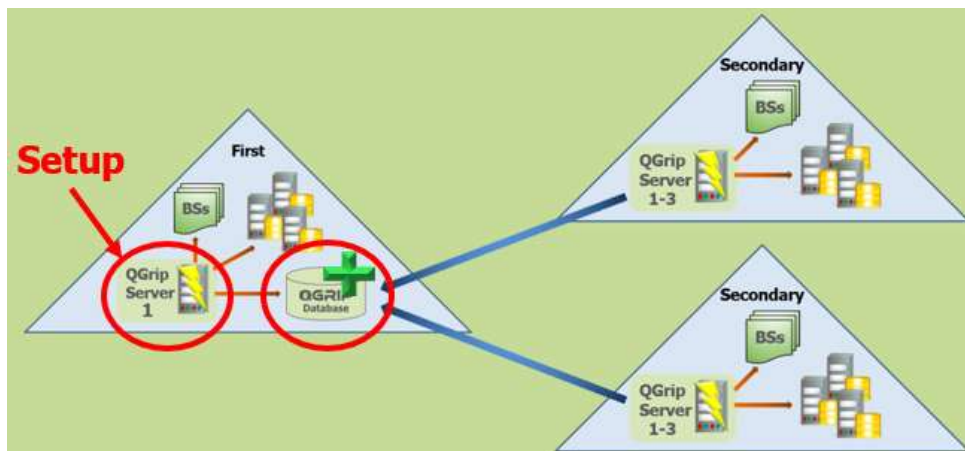 Setup
First
BSs
QGrip
Server
1
QGRIP
Database
Secondary
BSs
QGrip
Server
1-3
Secondary
BSs
QGrip
Server
1-3